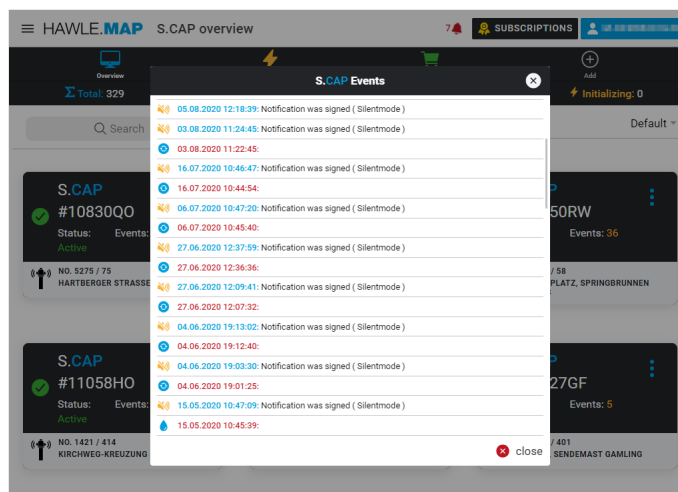 HAWLE.MAP S.CAP overview 7 SUBSCRIPTIONS
Overview Add
Σ Total: 329 Initializing: 0
Search Default
S.CAP Events
05.08.2020 12:18:39: Notification was signed ( Silentmode )
03.08.2020 11:24:45: Notification was signed ( Silentmode )
03.08.2020 11:22:45:
16.07.2020 10:46:47: Notification was signed ( Silentmode )
16.07.2020 10:44:54:
06.07.2020 10:47:20: Notification was signed ( Silentmode )
06.07.2020 10:45:40:
27.06.2020 12:37:59: Notification was signed ( Silentmode )
27.06.2020 12:36:36:
27.06.2020 12:09:41: Notification was signed ( Silentmode )
27.06.2020 12:07:32:
04.06.2020 19:13:02: Notification was signed ( Silentmode )
04.06.2020 19:12:40:
04.06.2020 19:03:30: Notification was signed ( Silentmode )
04.06.2020 19:01:25:
15.05.2020 10:47:09: Notification was signed ( Silentmode )
15.05.2020 10:45:39:
close
S.CAP
#10830QO
Status: Events:
Active
NO. 5275 / 75
HARTBERGER STRASSE
P
50RW
Events: 36
/ 58
PLATZ, SPRINGBRUNNEN
S.CAP
#11058HO
Status: Events:
Active
NO. 1421 / 414
KIRCHWEG-KREUZUNG
P
27GF
Events: 5
/ 401
SENDEMAST GAMLING